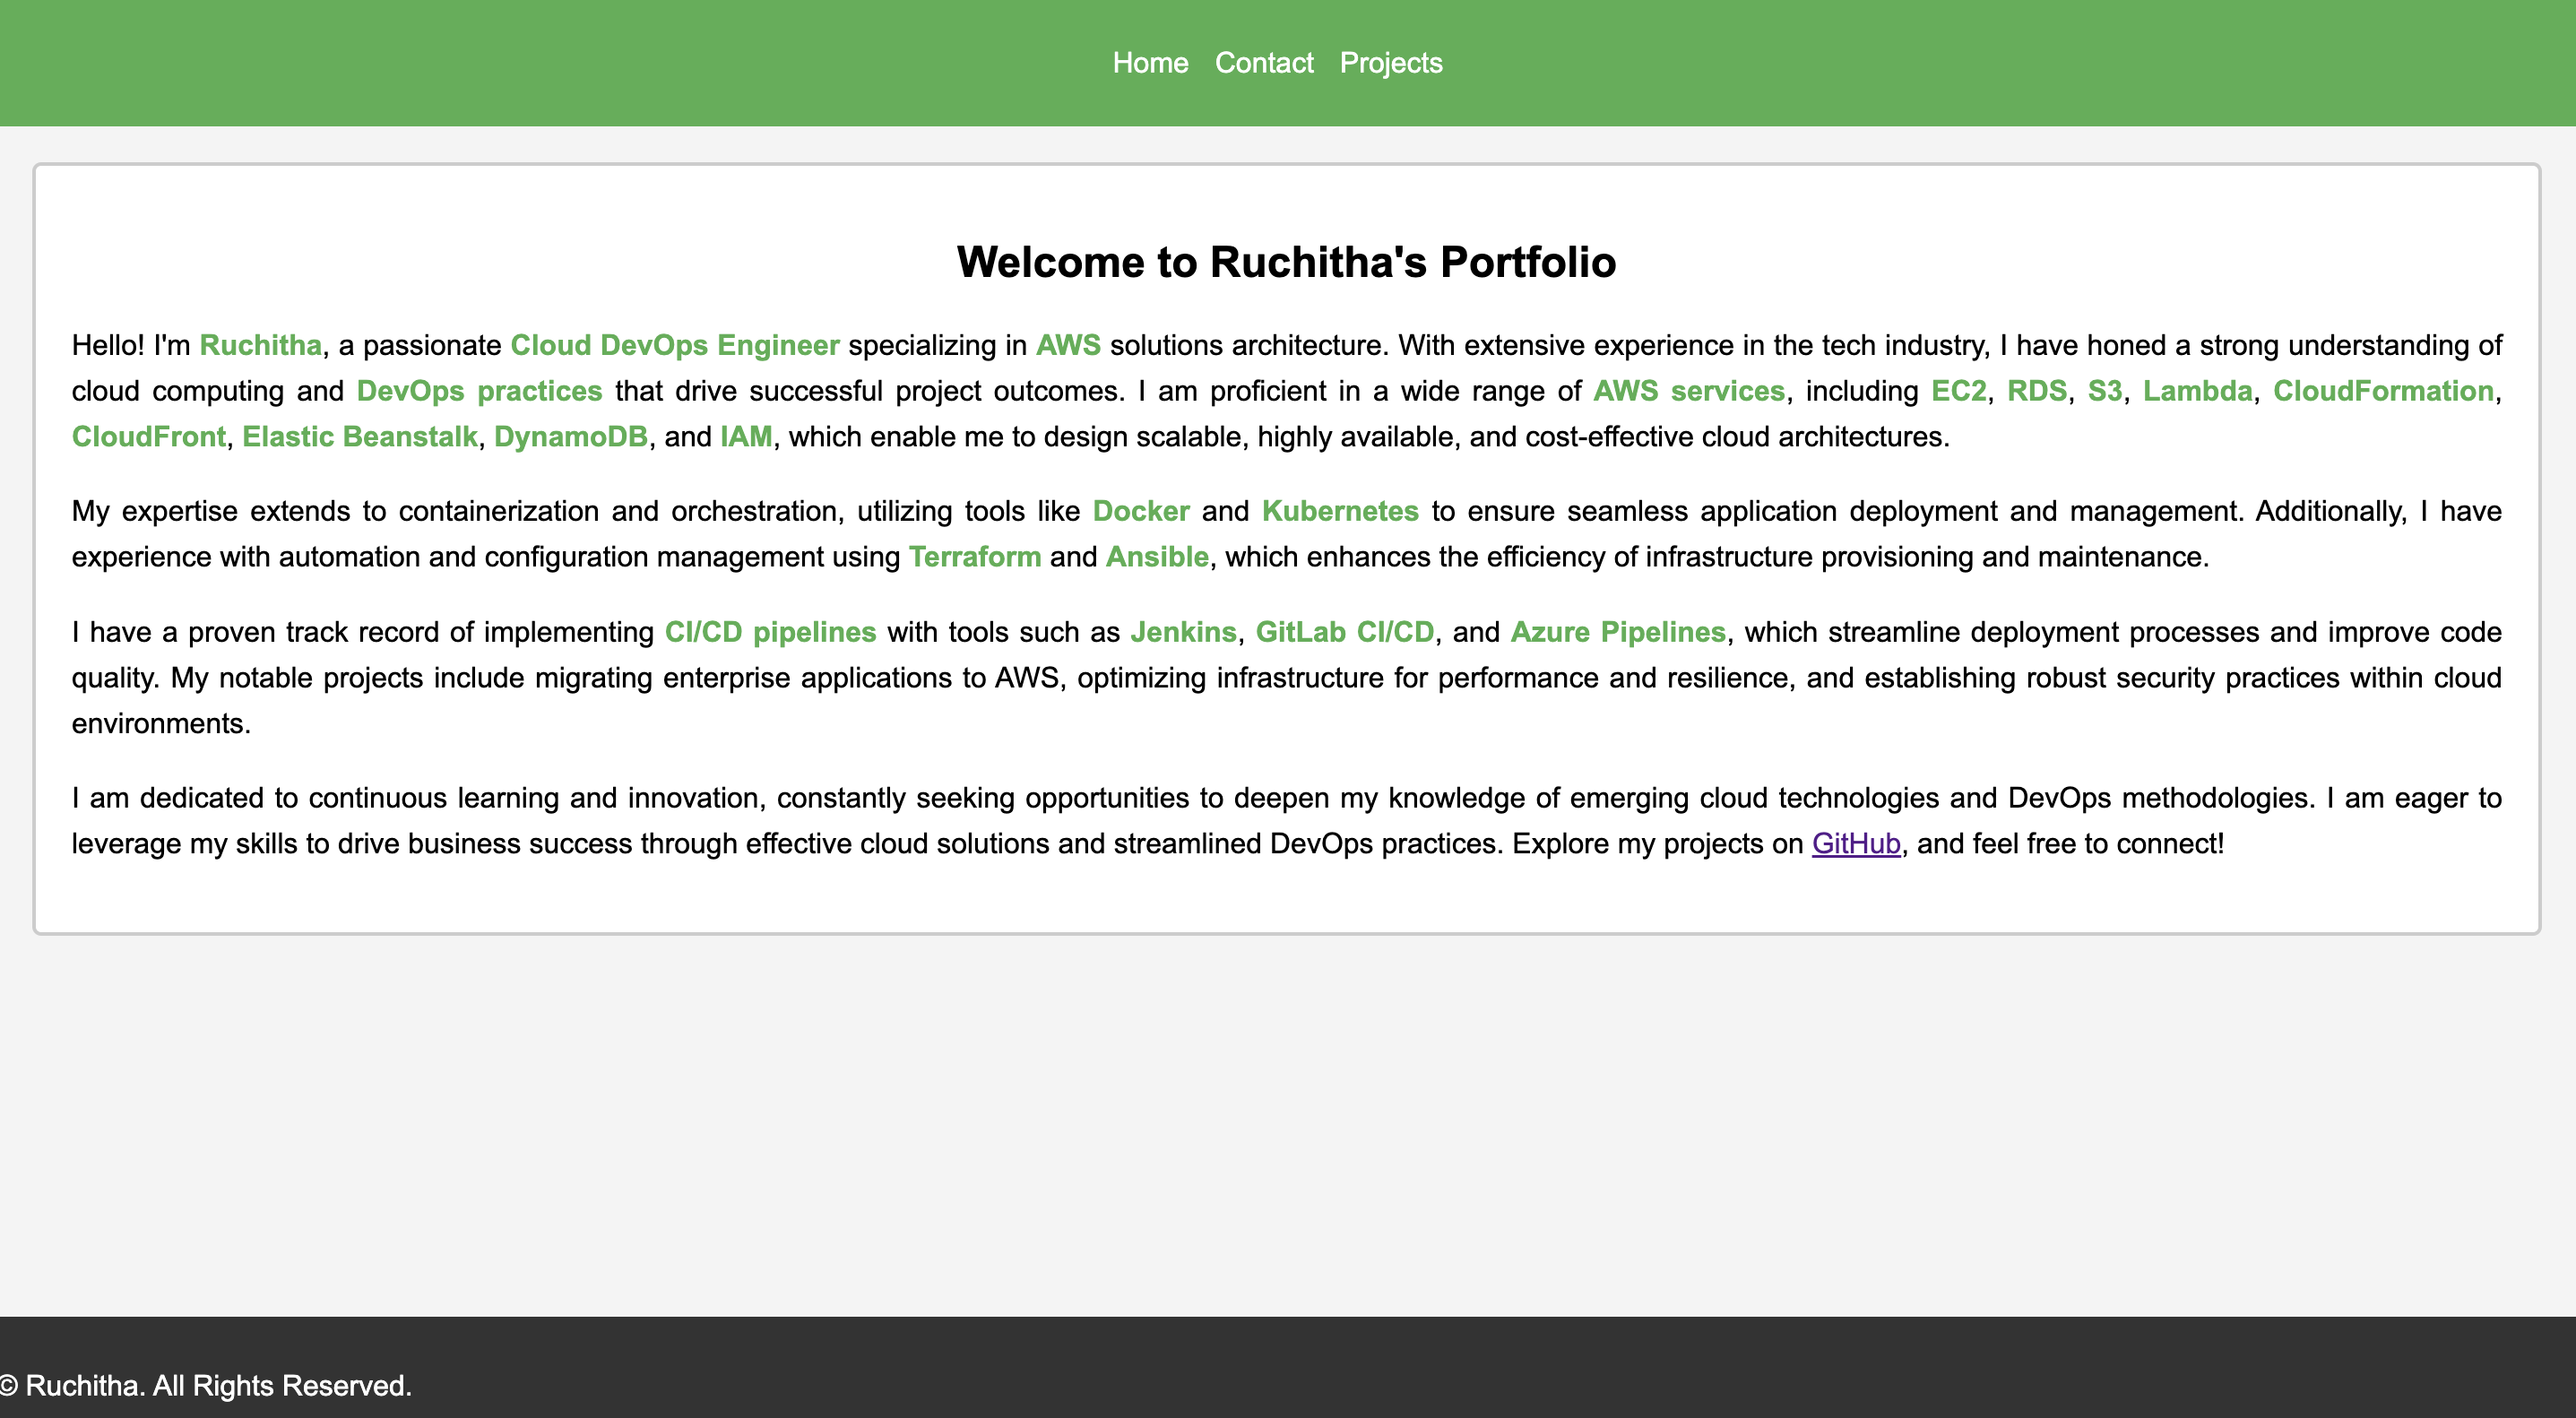 Home Contact Projects
Welcome to Ruchitha's Portfolio
Hello! I'm Ruchitha, a passionate Cloud DevOps Engineer specializing in AWS solutions architecture. With extensive experience in the tech industry, I have honed a strong understanding of
cloud computing and DevOps practices that drive successful project outcomes. I am proficient in a wide range of AWS services, including EC2, RDS, S3, Lambda, CloudFormation,
CloudFront, Elastic Beanstalk, DynamoDB, and IAM, which enable me to design scalable, highly available, and cost-effective cloud architectures.
My expertise extends to containerization and orchestration, utilizing tools like Docker and Kubernetes to ensure seamless application deployment and management. Additionally, I have
experience with automation and configuration management using Terraform and Ansible, which enhances the efficiency of infrastructure provisioning and maintenance.
I have a proven track record of implementing CI/CD pipelines with tools such as Jenkins, GitLab CI/CD, and Azure Pipelines, which streamline deployment processes and improve code
quality. My notable projects include migrating enterprise applications to AWS, optimizing infrastructure for performance and resilience, and establishing robust security practices within cloud
environments.
I am dedicated to continuous learning and innovation, constantly seeking opportunities to deepen my knowledge of emerging cloud technologies and DevOps methodologies. I am eager to
leverage my skills to drive business success through effective cloud solutions and streamlined DevOps practices. Explore my projects on GitHub, and feel free to connect!
© Ruchitha. All Rights Reserved.